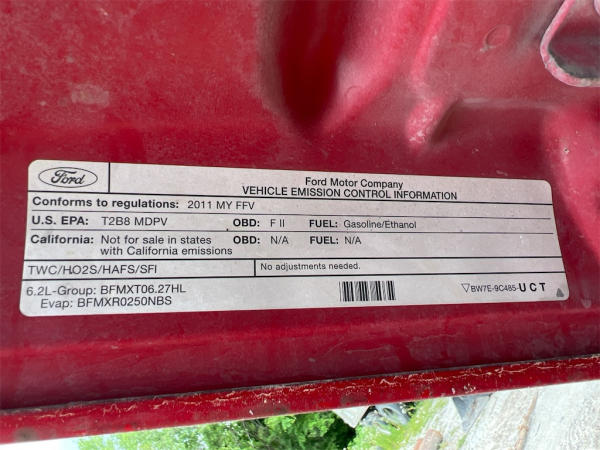 Ford
Ford Motor Company
VEHICLE EMISSION CONTROL INFORMATION
Conforms to regulations: 2011 MY FFV
U.S. EPA: T2B8 MDPV OBD: F II FUEL: Gasoline/Ethanol
California: Not for sale in states with California emissions OBD: N/A FUEL: N/A
TWC/HO2S/HAFS/SFI No adjustments needed.
6.2L-Group: BFMXT06.27HL
Evap: BFMXR0250NBS
▽BW7E-9C485-UCT